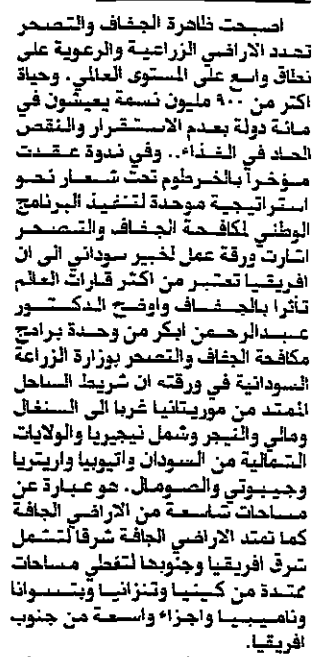 اصبحت ظاهرة الجفاف والتصحر
تهدد الاراضي الزراعية والرعوية على
نطاق واسع على المستوى العالمي. وحياة
اكثر من ٩٠٠ مليون نسمة يعيشون في
مائة دولة بعدم الاستقرار والنقص
الحاد في الغذاء.. وفي ندوة عقدت
مؤخراً بالخرطوم تحت شعار نحو
استراتيجية موحدة لتنفيذ البرنامج
الوطني لمكافحة الجفاف والتصحر
اشارت ورقة عمل لخبير سوداني الى ان
افريقيا تعتبر من اكثر قارات العالم
تأثرا بالجفاف واوضح الدكتور
عبدالرحمن ابكر من وحدة برامج
مكافحة الجفاف والتصحر بوزارة الزراعة
السودانية في ورقته ان شريط الساحل
الممتد من موريتانيا غربا الى السنغال
ومالي والنيجر وشمل نيجيريا والولايات
الشمالية من السودان واثيوبيا واريتريا
وجيبوتي والصومال. هو عبارة عن
مساحات شاسعة من الاراضي الجافة
كما تمتد الاراضي الجافة شرقا لتشمل
شرق افريقيا وجنوبها لتغطي مساحات
ممتدة من كينيا وتنزانيا وبتسوانا
وناميبيا واجزاء واسعة من جنوب
افريقيا.